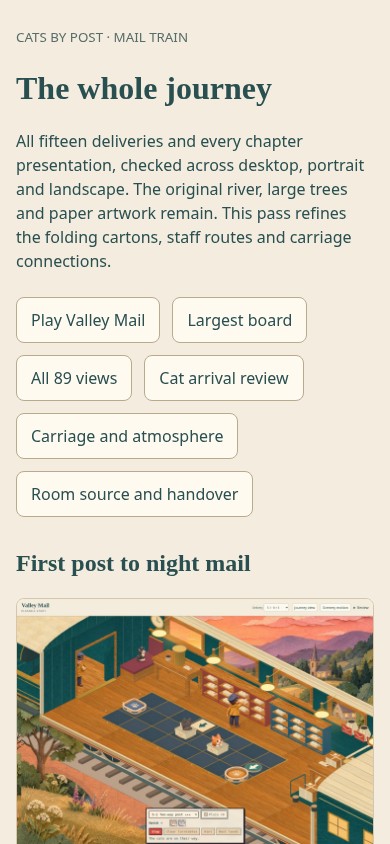 CATS BY POST · MAIL TRAIN
The whole journey
All fifteen deliveries and every chapter
presentation, checked across desktop, portrait
and landscape. The original river, large trees
and paper artwork remain. This pass refines
the folding cartons, staff routes and carriage
connections.
Play Valley Mail
Largest board
All 89 views
Cat arrival review
Carriage and atmosphere
Room source and handover
First post to night mail
Valley Mail